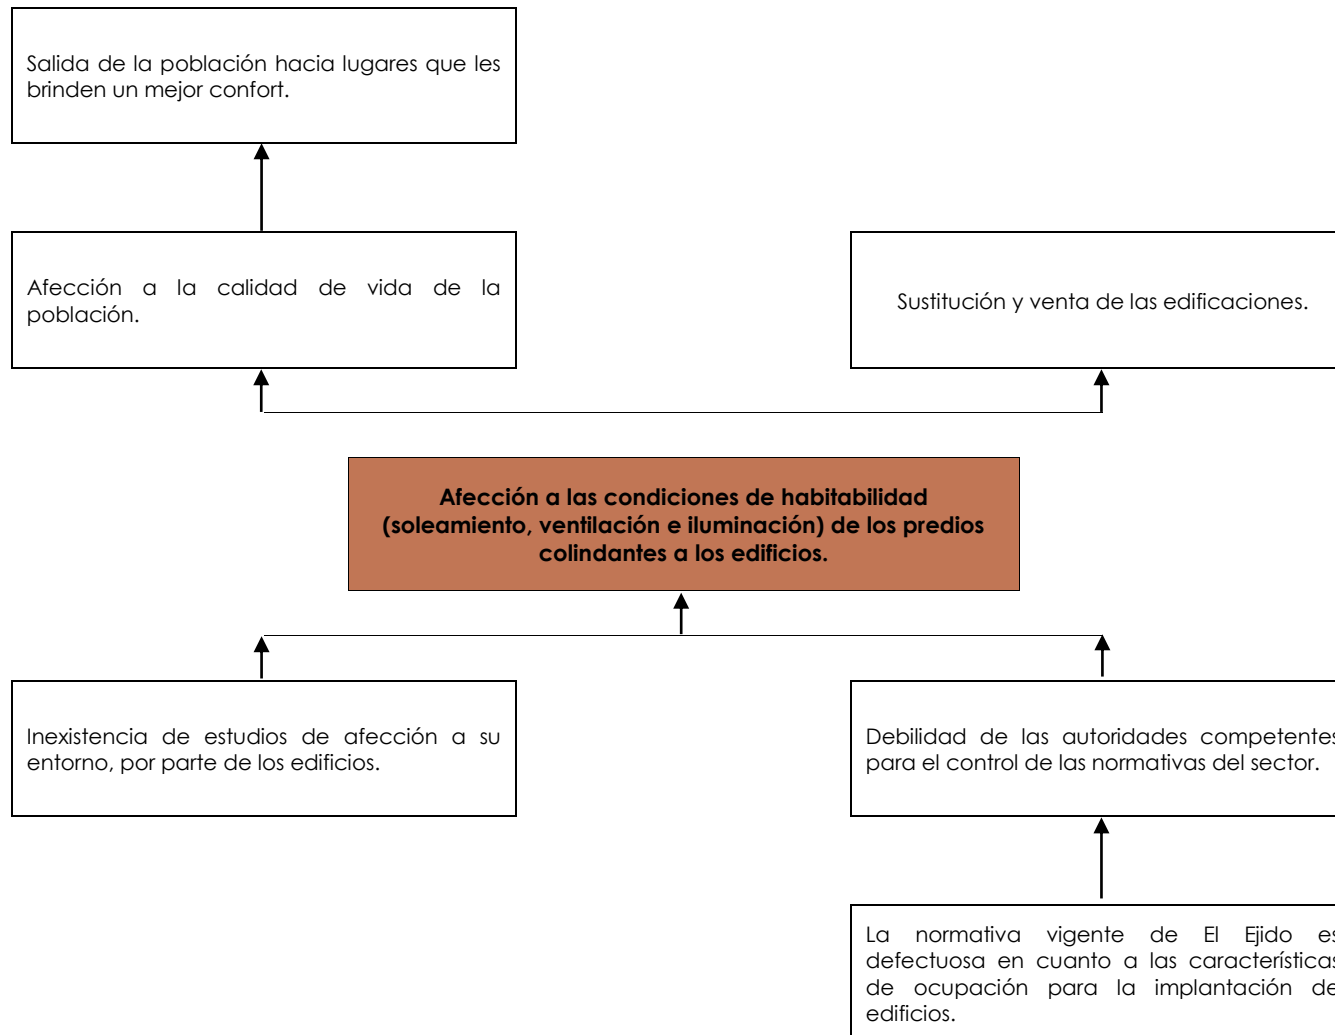 Salida de la población hacia lugares que les
brinden un mejor confort.
Afección a la calidad de vida de la
población.
Sustitución y venta de las edificaciones.
Afección a las condiciones de habitabilidad
(soleamiento, ventilación e iluminación) de los predios
colindantes a los edificios.
Inexistencia de estudios de afección a su
entorno, por parte de los edificios.
Debilidad de las autoridades competentes
para el control de las normativas del sector.
La normativa vigente de El Ejido es
defectuosa en cuanto a las características
de ocupación para la implantación de
edificios.